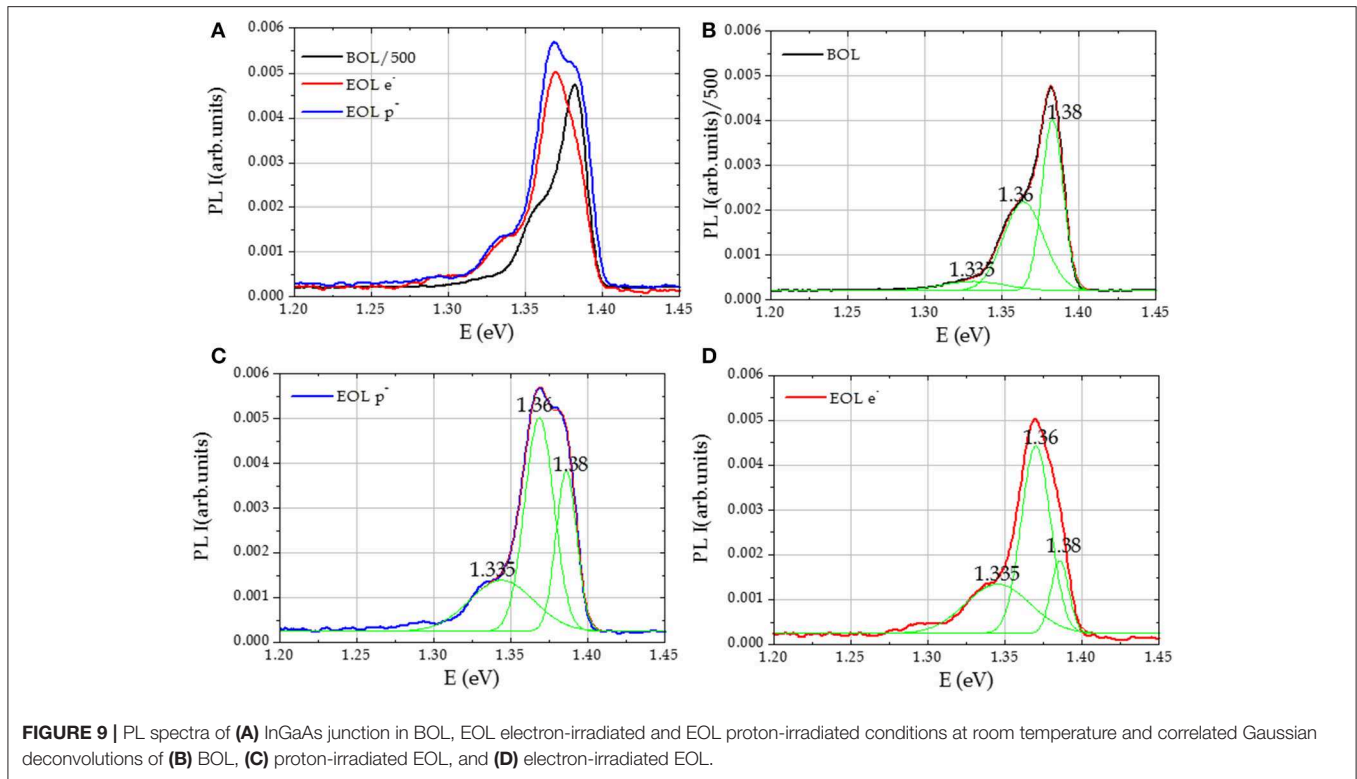 A
0.006
0.005
0.004
0.003
0.002
0.001
0.000
PL I(arb.units)
BOL/500
EOL e-
EOL p-
1.20 1.25 1.30 1.35 1.40 1.45
E (eV)
B
0.006
0.005
0.004
0.003
0.002
0.001
0.000
PL I(arb.units)/500
BOL
1.38
1.36
1.335
1.20 1.25 1.30 1.35 1.40 1.45
E (eV)
C
0.006
0.005
0.004
0.003
0.002
0.001
0.000
PL I(arb.units)
EOL p-
1.36
1.38
1.335
1.20 1.25 1.30 1.35 1.40 1.45
E (eV)
D
0.006
0.005
0.004
0.003
0.002
0.001
0.000
PL I(arb.units)
EOL e-
1.36
1.38
1.335
1.20 1.25 1.30 1.35 1.40 1.45
E (eV)
FIGURE 9 | PL spectra of (A) InGaAs junction in BOL, EOL electron-irradiated and EOL proton-irradiated conditions at room temperature and correlated Gaussian
deconvolutions of (B) BOL, (C) proton-irradiated EOL, and (D) electron-irradiated EOL.